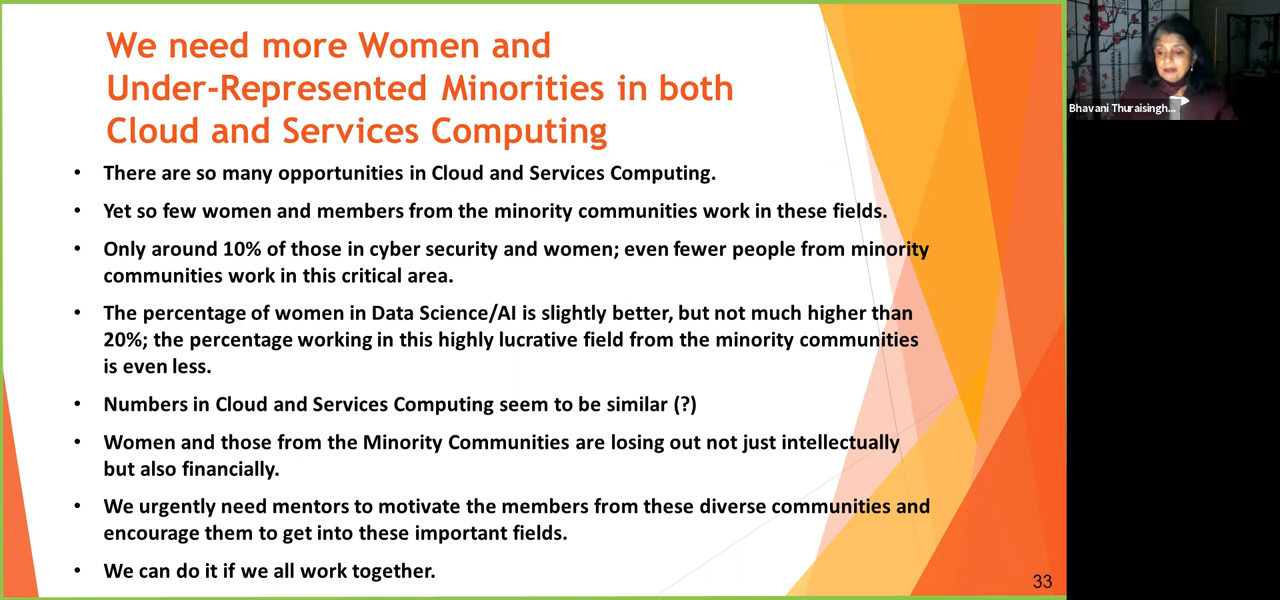 We need more Women and
Under-Represented Minorities in both
Cloud and Services Computing
• There are so many opportunities in Cloud and Services Computing.
• Yet so few women and members from the minority communities work in these fields.
• Only around 10% of those in cyber security and women; even fewer people from minority
communities work in this critical area.
• The percentage of women in Data Science/AI is slightly better, but not much higher than
20%; the percentage working in this highly lucrative field from the minority communities
is even less.
• Numbers in Cloud and Services Computing seem to be similar (?)
• Women and those from the Minority Communities are losing out not just intellectually
but also financially.
• We urgently need mentors to motivate the members from these diverse communities and
encourage them to get into these important fields.
• We can do it if we all work together.
33
Bhavani Thuraisingh...